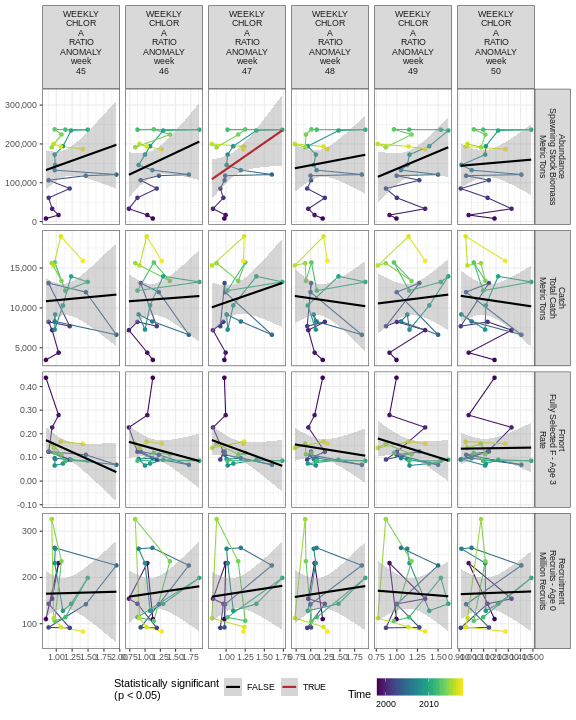 WEEKLY CHLOR A RATIO ANOMALY week 45
WEEKLY CHLOR A RATIO ANOMALY week 46
WEEKLY CHLOR A RATIO ANOMALY week 47
WEEKLY CHLOR A RATIO ANOMALY week 48
WEEKLY CHLOR A RATIO ANOMALY week 49
WEEKLY CHLOR A RATIO ANOMALY week 50
300,000
200,000
100,000
0
Abundance
Spawning Stock Biomass
Metric Tons
15,000
10,000
5,000
Catch
Total Catch
Metric Tons
0.40
0.30
0.20
0.10
0.00
-0.10
Fmort
Fully Selected F - Age 3
Rate
300
200
100
Recruitment
Recruits - Age 0
Million Recruits
1.00 1.25 1.50 1.75 2.00
0.75 1.00 1.25 1.50 1.75
1.00 1.25 1.50 1.75
0.75 1.00 1.25 1.50
0.75 1.00 1.25 1.50
Statistically significant
(p < 0.05)
FALSE
TRUE
Time
2000
2010